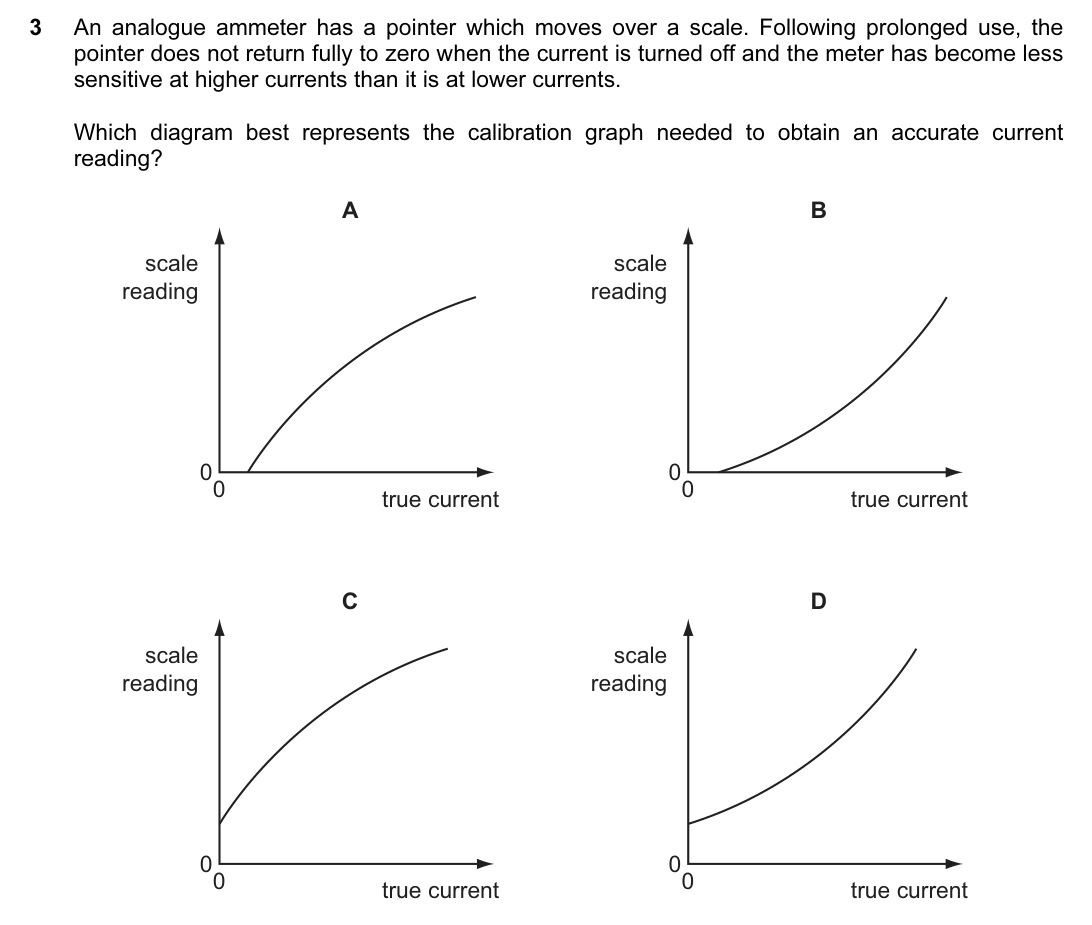 3 An analogue ammeter has a pointer which moves over a scale. Following prolonged use, the
pointer does not return fully to zero when the current is turned off and the meter has become less
sensitive at higher currents than it is at lower currents.
Which diagram best represents the calibration graph needed to obtain an accurate current
reading?
A
scale
reading
0
0
true current
B
scale
reading
0
0
true current
C
scale
reading
0
0
true current
D
scale
reading
0
0
true current